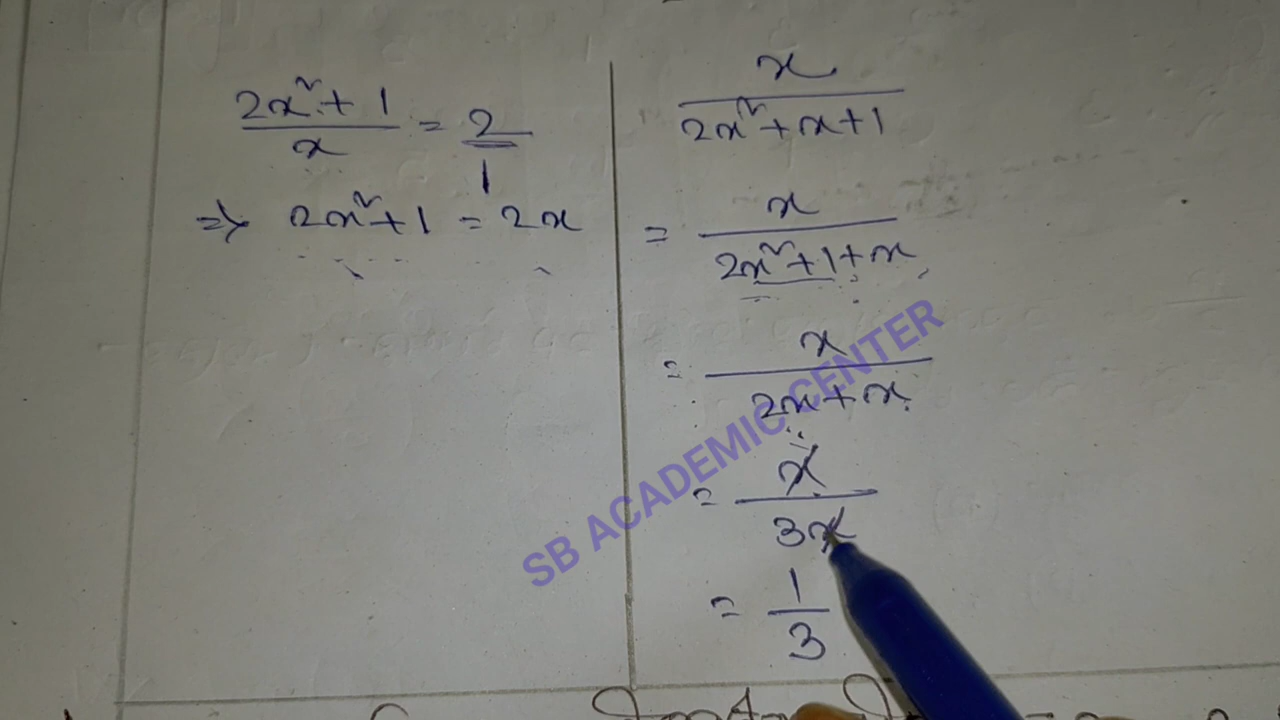 2x²+1/x = 2/1
=> 2x²+1 = 2x
x/2x²+x+1
= x/2x²+1+x
= x/2x+x
= x/3x
= 1/3
SB ACADEMIC CENTER